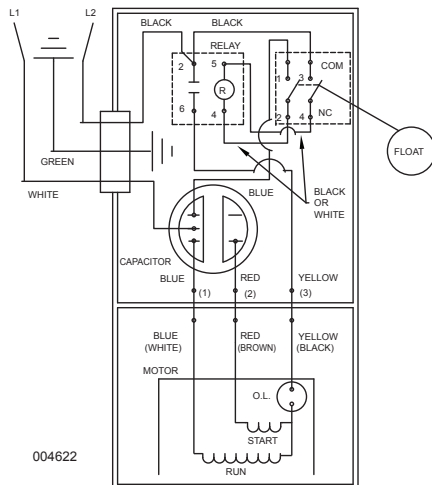 L1
L2
BLACK
BLACK
RELAY
2
5
R
6
4
COM
1
3
2
4
NC
FLOAT
GREEN
WHITE
BLUE
BLACK
OR
WHITE
CAPACITOR
BLUE
RED
YELLOW
(1)
(2)
(3)
BLUE
(WHITE)
RED
(BROWN)
YELLOW
(BLACK)
MOTOR
O.L.
START
RUN
004622